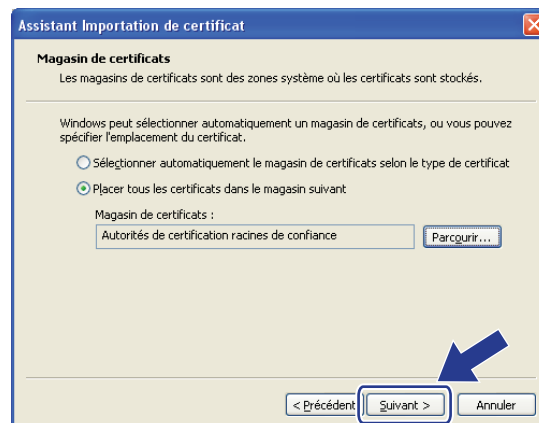 Assistant Importation de certificat
Magasin de certificats
Les magasins de certificats sont des zones système où les certificats sont stockés.
Windows peut sélectionner automatiquement un magasin de certificats, ou vous pouvez
spécifier l'emplacement du certificat.
Sélectionner automatiquement le magasin de certificats selon le type de certificat
Placer tous les certificats dans le magasin suivant
Magasin de certificats :
Autorités de certification racines de confiance
Parcourir...
< Précédent
Suivant >
Annuler